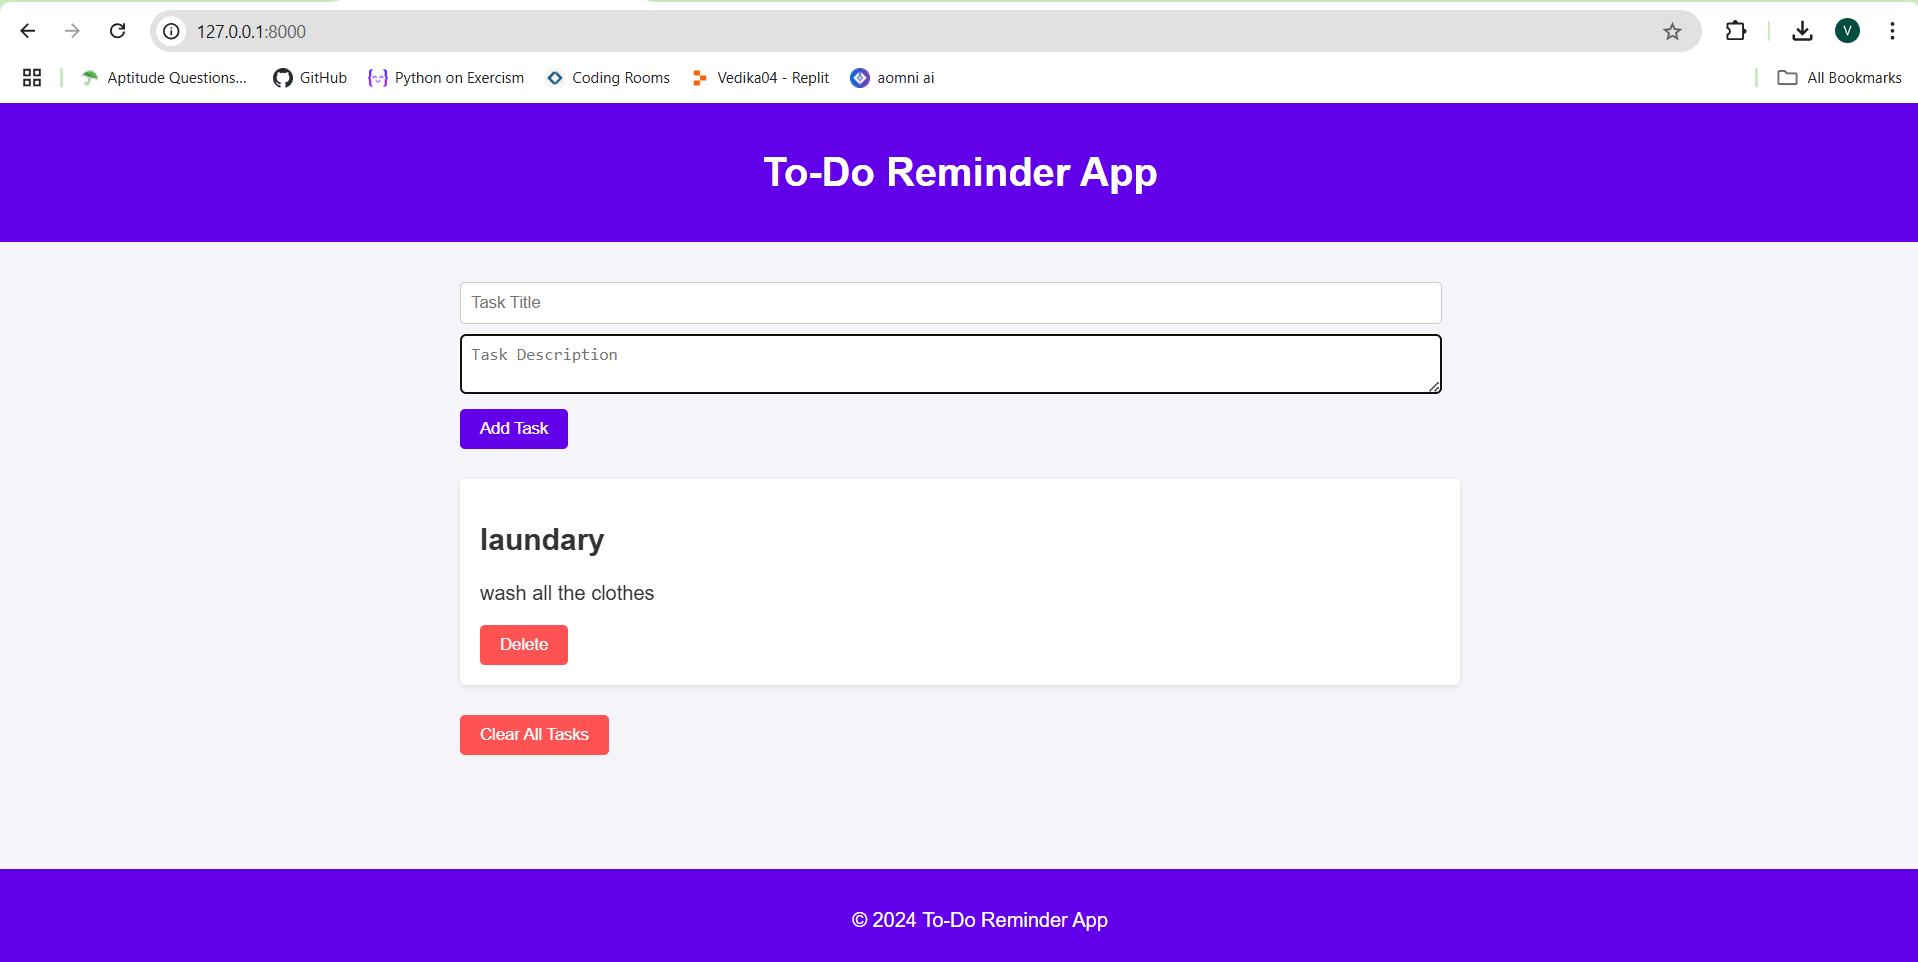 127.0.0.1:8000
V
Aptitude Questions... GitHub Python on Exercism Coding Rooms Vedika04 - Replit aomni ai All Bookmarks
To-Do Reminder App
Task Title
Task Description
Add Task
laundary
wash all the clothes
Delete
Clear All Tasks
© 2024 To-Do Reminder App